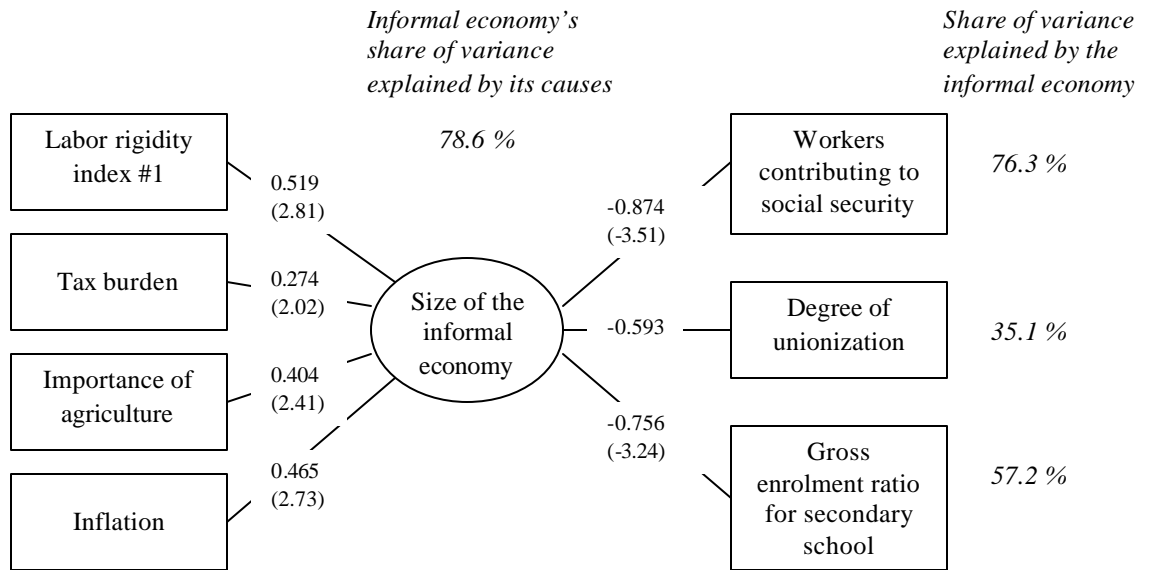 Informal economy's
share of variance
explained by its causes
78.6 %
Share of variance
explained by the
informal economy
Labor rigidity
index #1
0.519
(2.81)
Tax burden
0.274
(2.02)
Importance of
agriculture
0.404
(2.41)
Inflation
0.465
(2.73)
Size of the
informal
economy
-0.874
(-3.51)
Workers
contributing to
social security
76.3 %
-0.593
Degree of
unionization
35.1 %
-0.756
(-3.24)
Gross
enrolment ratio
for secondary
school
57.2 %